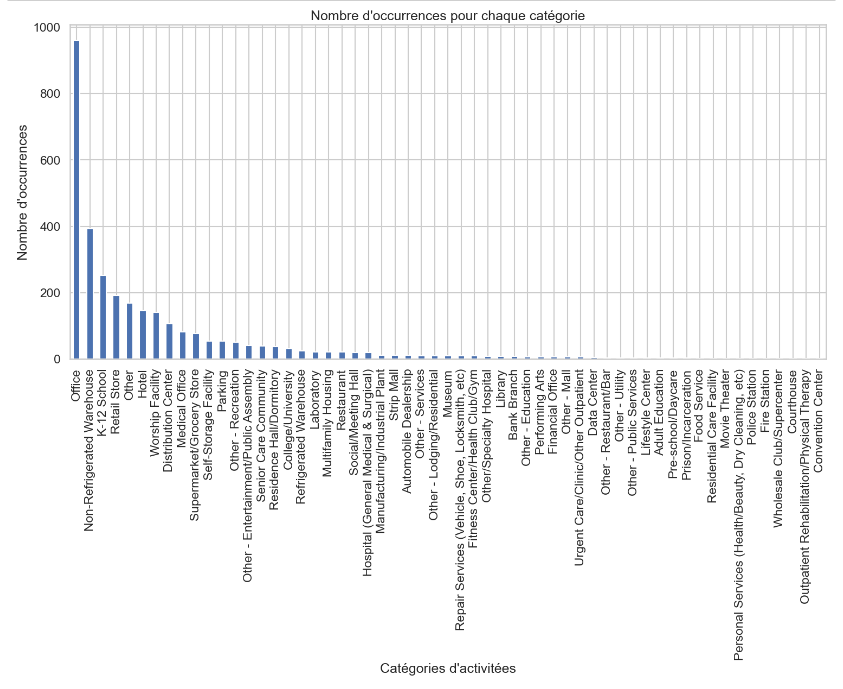 Nombre d'occurrences pour chaque catégorie
Nombre d'occurrences
1000
800
600
400
200
0
Office
Non-Refrigerated Warehouse
K-12 School
Retail Store
Other
Hotel
Worship Facility
Distribution Center
Medical Office
Supermarket/Grocery Store
Self-Storage Facility
Parking
Other - Recreation
Other - Entertainment/Public Assembly
Senior Care Community
Residence Hall/Dormitory
College/University
Refrigerated Warehouse
Laboratory
Multifamily Housing
Restaurant
Social/Meeting Hall
Hospital (General Medical & Surgical)
Manufacturing/Industrial Plant
Strip Mall
Automobile Dealership
Other - Services
Other - Lodging/Residential
Museum
Repair Services (Vehicle, Shoe, Locksmith, etc)
Fitness Center/Health Club/Gym
Other/Specialty Hospital
Library
Bank Branch
Other - Education
Performing Arts
Financial Office
Other - Mall
Urgent Care/Clinic/Other Outpatient
Data Center
Other - Restaurant/Bar
Other - Utility
Other - Public Services
Lifestyle Center
Adult Education
Pre-school/Daycare
Prison/Incarceration
Food Service
Residential Care Facility
Movie Theater
Personal Services (Health/Beauty, Dry Cleaning, etc)
Police Station
Fire Station
Wholesale Club/Supercenter
Courthouse
Outpatient Rehabilitation/Physical Therapy
Convention Center
Catégories d'activitées